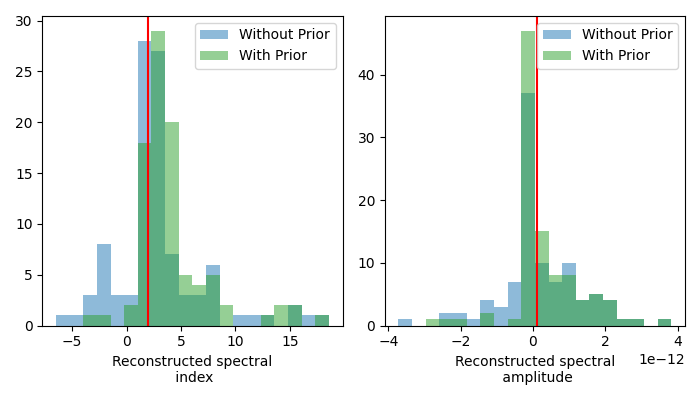 Without Prior
With Prior
30
25
20
15
10
5
0
−5
0
5
10
15
Reconstructed spectral
index
Without Prior
With Prior
40
30
20
10
0
−4
−2
0
2
4
1e−12
Reconstructed spectral
amplitude